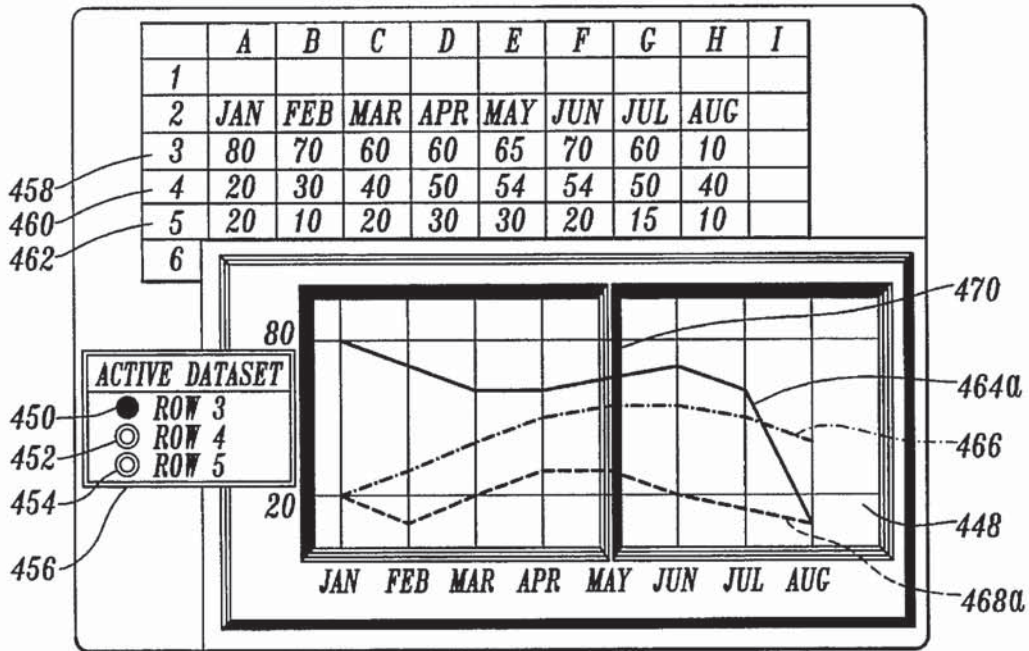 A B C D E F G H I
1
2 JAN FEB MAR APR MAY JUN JUL AUG
3 80 70 60 60 65 70 60 10
4 20 30 40 50 54 54 50 40
5 20 10 20 30 30 20 15 10
6
458
460
462
470
80
ACTIVE DATASET
ROW 3
ROW 4
ROW 5
450
452
454
456
464a
466
20
448
JAN FEB MAR APR MAY JUN JUL AUG
468a